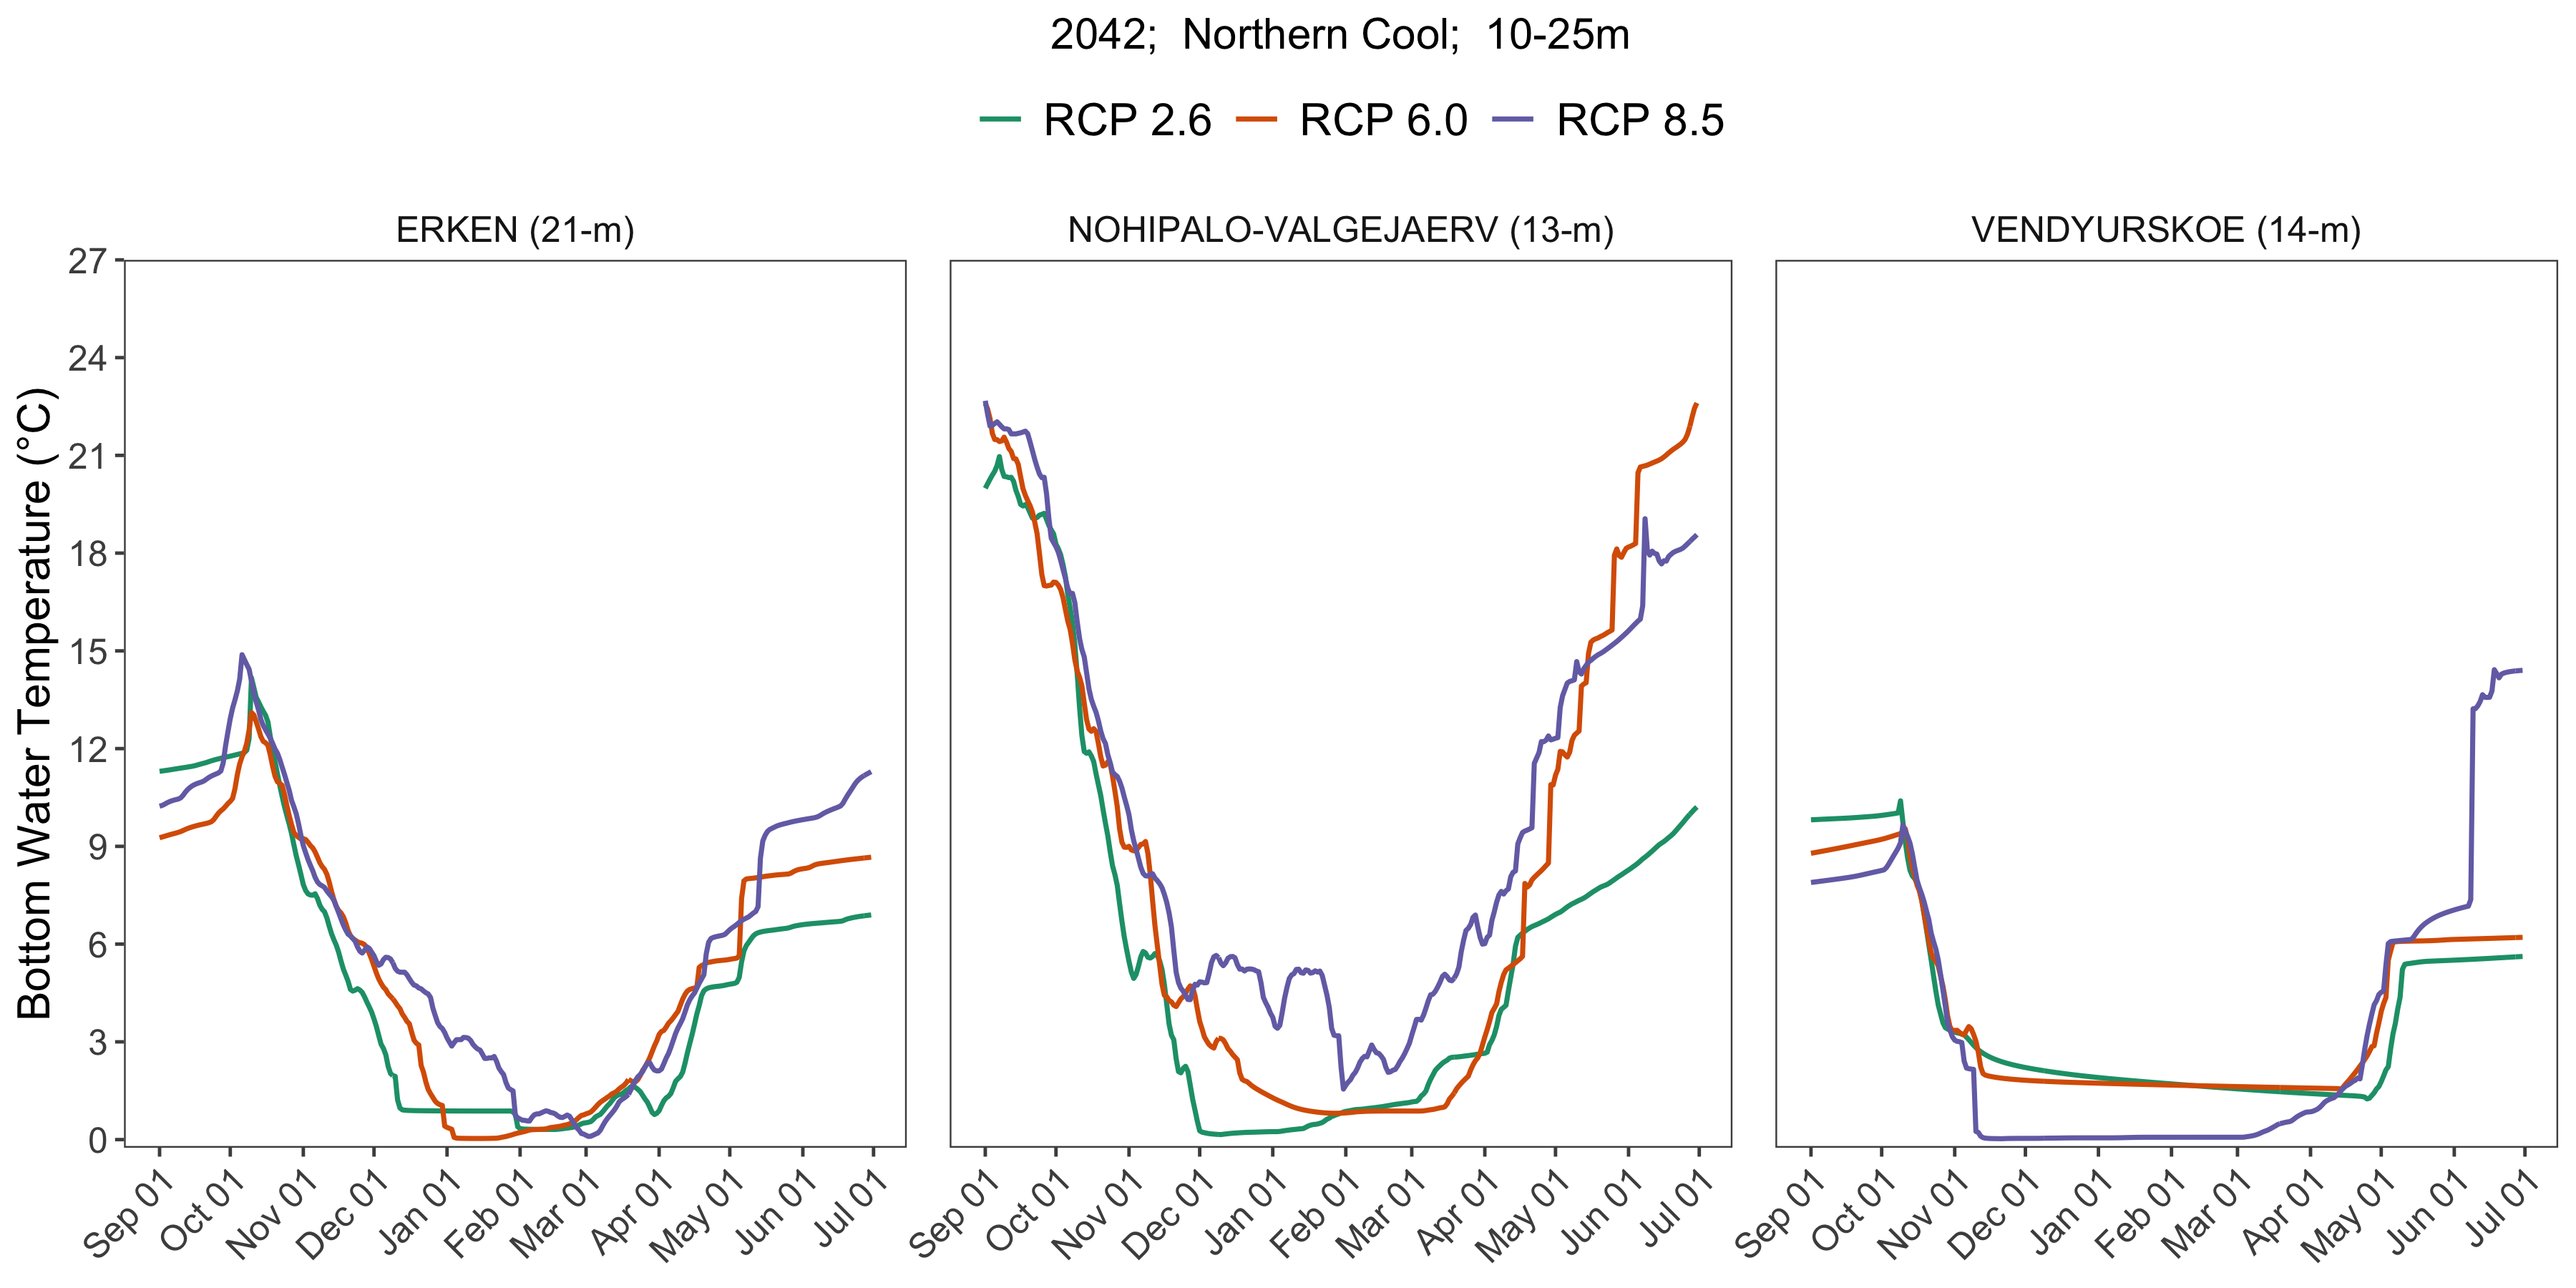 2042;  Northern Cool;  10-25m
RCP 2.6 RCP 6.0 RCP 8.5
ERKEN (21-m) NOHIPALO-VALGEJAERV (13-m) VENDYURSKOE (14-m)
Bottom Water Temperature (°C)
27
24
21
18
15
12
9
6
3
0
Sep 01 Oct 01 Nov 01 Dec 01 Jan 01 Feb 01 Mar 01 Apr 01 May 01 Jun 01 Jul 01 Sep 01 Oct 01 Nov 01 Dec 01 Jan 01 Feb 01 Mar 01 Apr 01 May 01 Jun 01 Jul 01 Sep 01 Oct 01 Nov 01 Dec 01 Jan 01 Feb 01 Mar 01 Apr 01 May 01 Jun 01 Jul 01